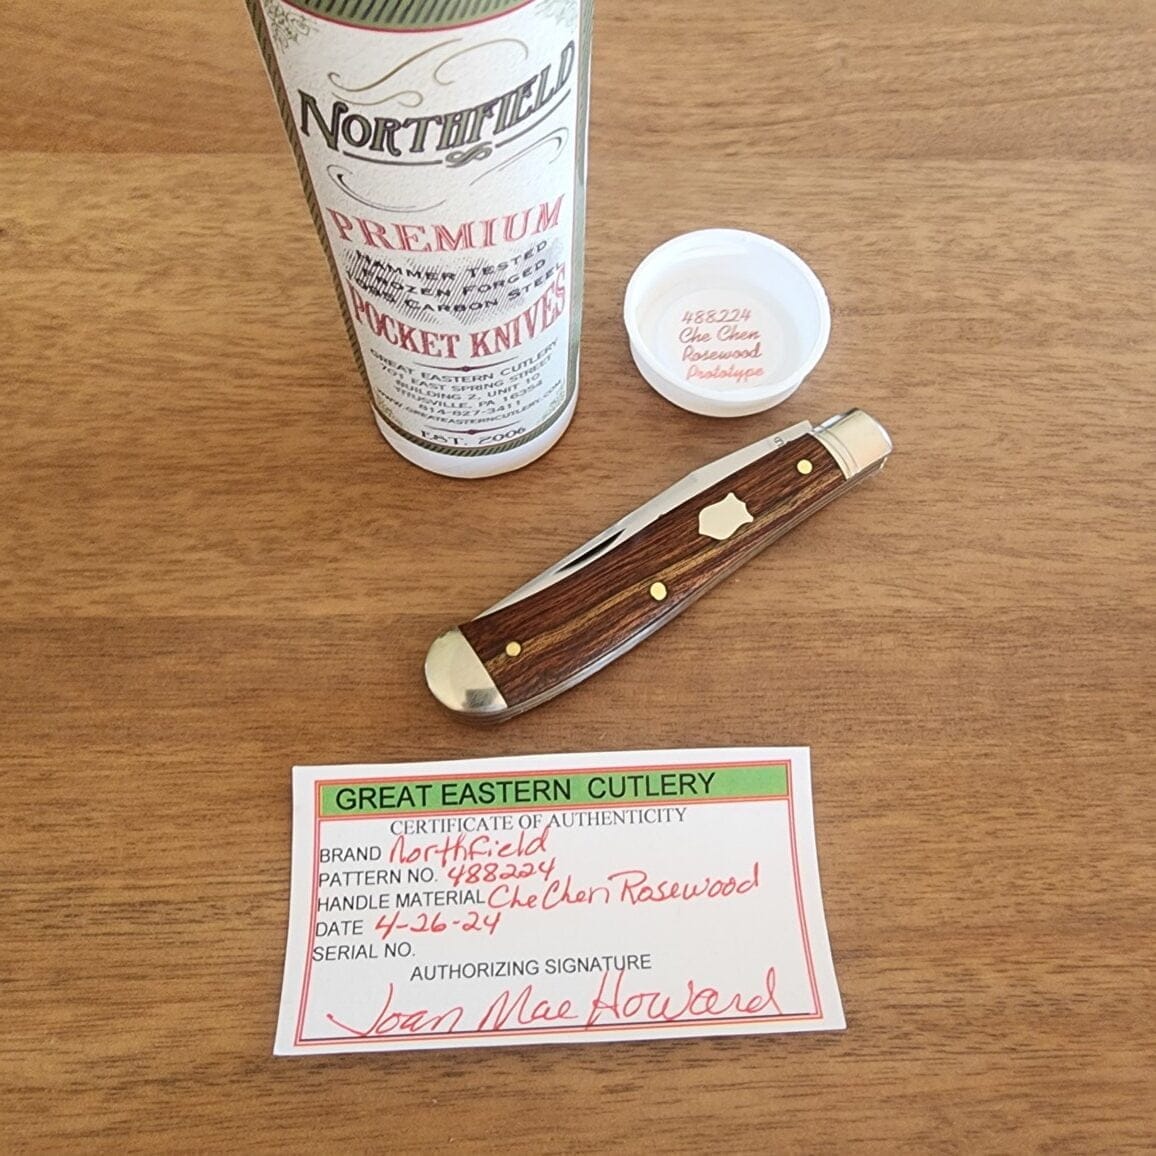 NORTHFIELD
PREMIUM
HAMMER TESTED
FROZEN FORGED
CARBON STEEL
POCKET KNIVES
GREAT EASTERN CUTLERY
701 EAST SPRING STREET
BUILDING 2, UNIT 10
TITUSVILLE, PA 16354
814-827-3411
WWW.GREATEASTERNCUTLERY.COM
EST. 2006
488224
Che Chen
Rosewood
Prototype
GREAT EASTERN CUTLERY
CERTIFICATE OF AUTHENTICITY
BRAND Northfield
PATTERN NO. 488224
HANDLE MATERIAL Che Chen Rosewood
DATE 4-26-24
SERIAL NO.
AUTHORIZING SIGNATURE
Joan Mae Howard